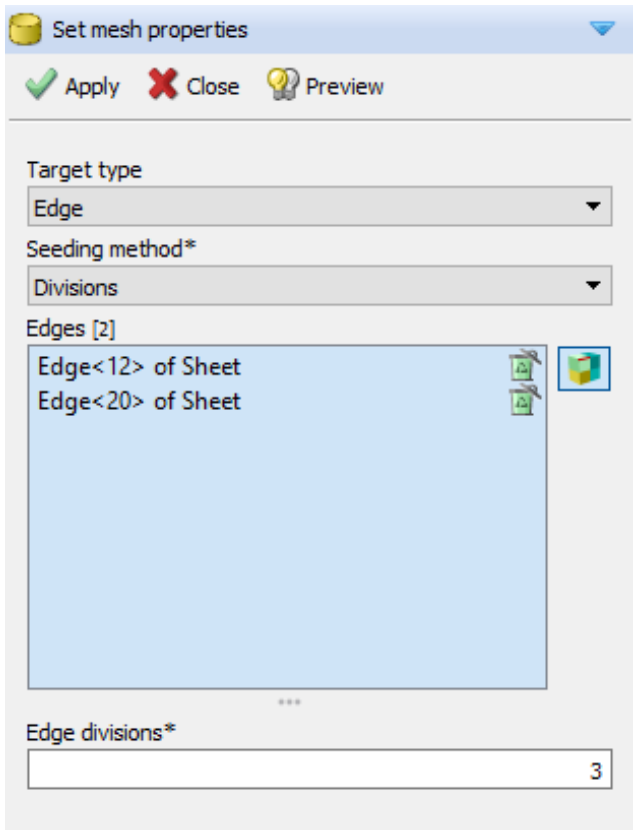 Set mesh properties
Apply Close Preview
Target type
Edge
Seeding method*
Divisions
Edges [2]
Edge<12> of Sheet
Edge<20> of Sheet
Edge divisions*
3